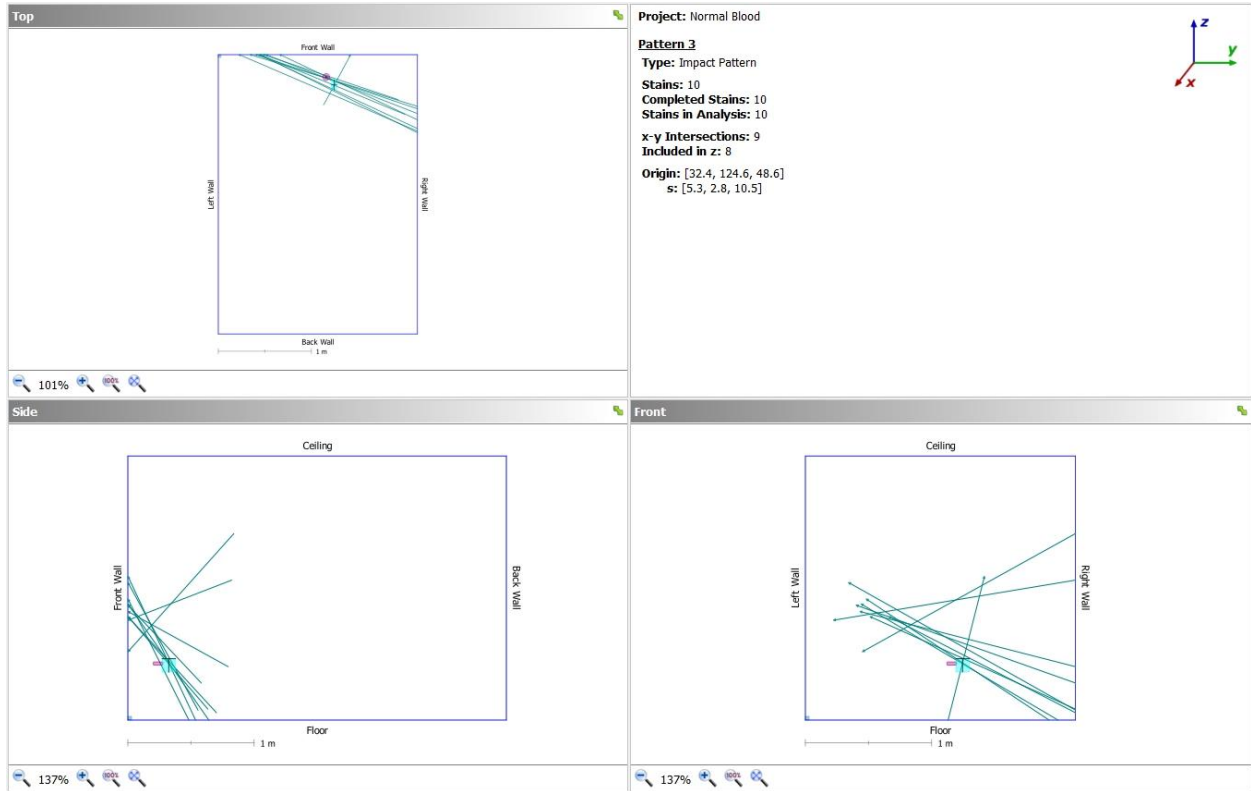 Top
Front Wall
Left Wall
Right Wall
Back Wall
1 m
101%
100%
Project: Normal Blood
Pattern 3
Type: Impact Pattern
Stains: 10
Completed Stains: 10
Stains in Analysis: 10
x-y Intersections: 9
Included in z: 8
Origin: [32.4, 124.6, 48.6]
s: [5.3, 2.8, 10.5]
z
y
x
Side
Ceiling
Front Wall
Back Wall
Floor
1 m
137%
100%
Front
Ceiling
Left Wall
Right Wall
Floor
1 m
137%
100%